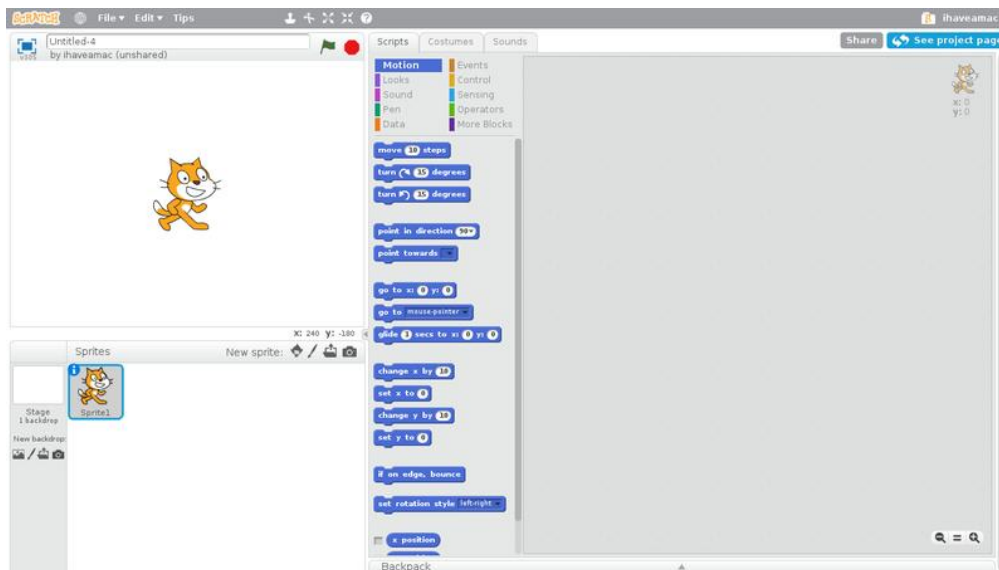 SCRATCH File Edit Tips
ihaveamac
Untitled-4
by ihaveamac (unshared)
v305
Scripts Costumes Sounds
Share See project page
Motion Events
Looks Control
Sound Sensing
Pen Operators
Data More Blocks
x: 0
y: 0
move 10 steps
turn 15 degrees
turn 15 degrees
point in direction 90
point towards
go to x: 0 y: 0
go to mouse-pointer
glide 1 secs to x: 0 y: 0
X: 240 Y: -180
Sprites New sprite:
Sprite1
Stage
1 backdrop
New backdrop:
change x by 10
set x to 0
change y by 10
set y to 0
if on edge, bounce
set rotation style left-right
x position
Backpack